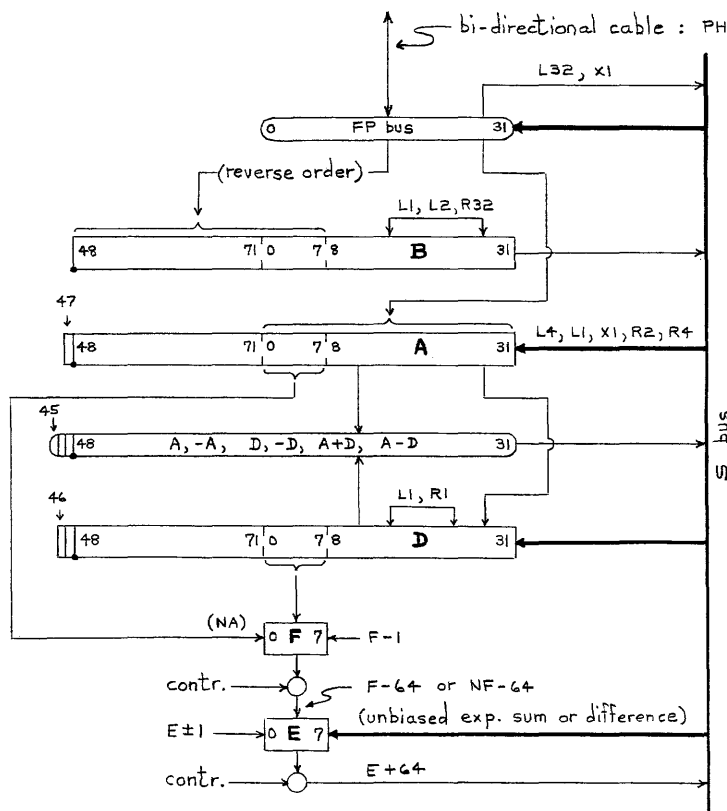 bi-directional cable : PH
L32, X1
0 FP bus 31
(reverse order)
L1, L2, R32
48 71 0 7 8 B 31
47
48 71 0 7 8 A 31
L4, L1, X1, R2, R4
45
48 A, -A, D, -D, A+D, A-D 31
S bus
46
L1, R1
48 71 0 7 8 D 31
(NA)
0 F 7
F-1
contr.
F-64 or NF-64
(unbiased exp. sum or difference)
E±1
0 E 7
contr.
E+64